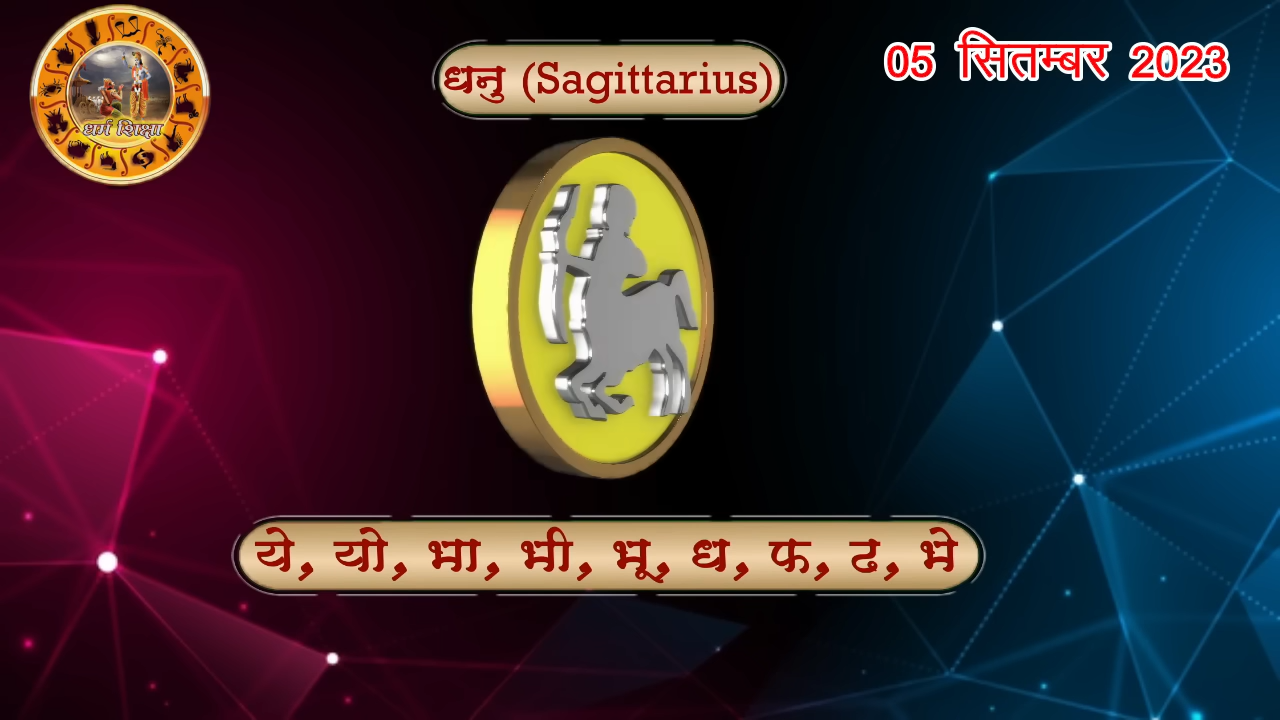 धर्म शिक्षा
धनु (Sagittarius)
05 सितम्बर 2023
ये, यो, भा, भी, भू, ध, फ, ढ, भे